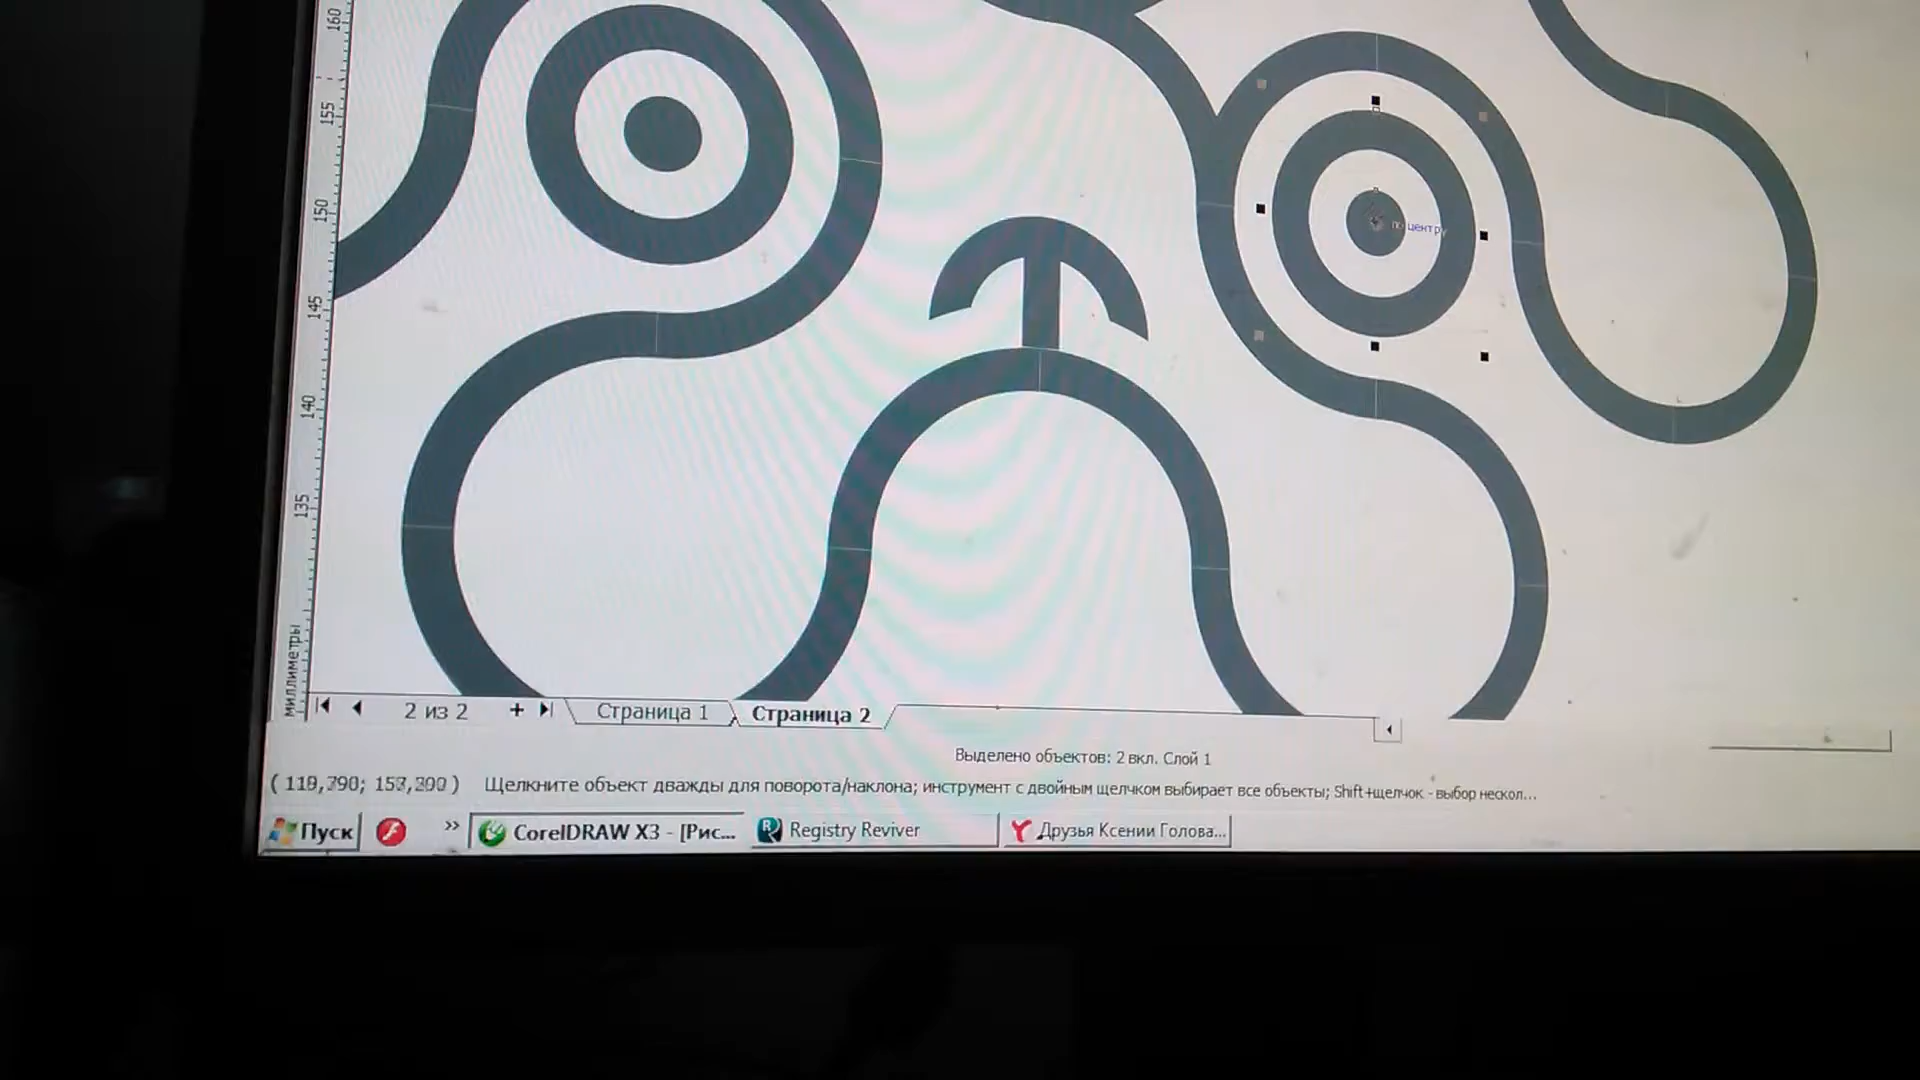 160
155
150
145
140
135
миллиметры
по центру
2 из 2
Страница 1
Страница 2
Выделено объектов: 2 вкл. Слой 1
Щелкните объект дважды для поворота/наклона; инструмент с двойным щелчком выбирает все объекты; Shift+щелчок - выбор нескол...
Пуск
CorelDRAW X3 - [Рис...
Registry Reviver
Друзья Ксении Голова...